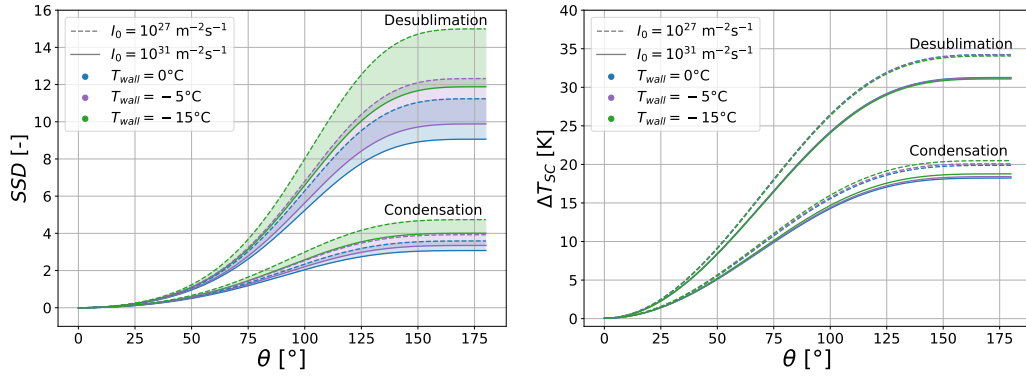 16
14
12
10
8
6
4
2
0
SSD [-]
I₀ = 10²⁷ m⁻²s⁻¹
I₀ = 10³¹ m⁻²s⁻¹
T_wall = 0°C
T_wall = − 5°C
T_wall = − 15°C
Desublimation
Condensation
0 25 50 75 100 125 150 175
θ [°]
40
35
30
25
20
15
10
5
0
ΔT_SC [K]
I₀ = 10²⁷ m⁻²s⁻¹
I₀ = 10³¹ m⁻²s⁻¹
T_wall = 0°C
T_wall = − 5°C
T_wall = − 15°C
Desublimation
Condensation
0 25 50 75 100 125 150 175
θ [°]